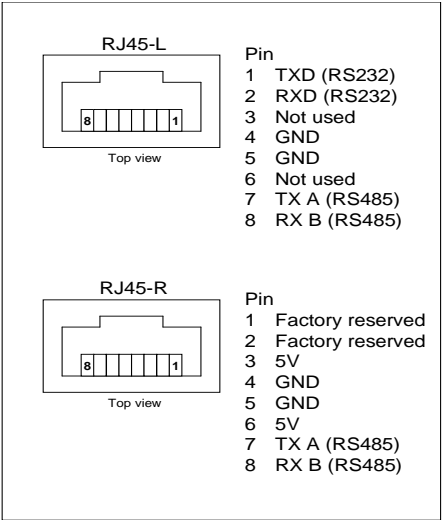 RJ45-L
8 1
Top view
Pin
1 TXD (RS232)
2 RXD (RS232)
3 Not used
4 GND
5 GND
6 Not used
7 TX A (RS485)
8 RX B (RS485)
RJ45-R
8 1
Top view
Pin
1 Factory reserved
2 Factory reserved
3 5V
4 GND
5 GND
6 5V
7 TX A (RS485)
8 RX B (RS485)